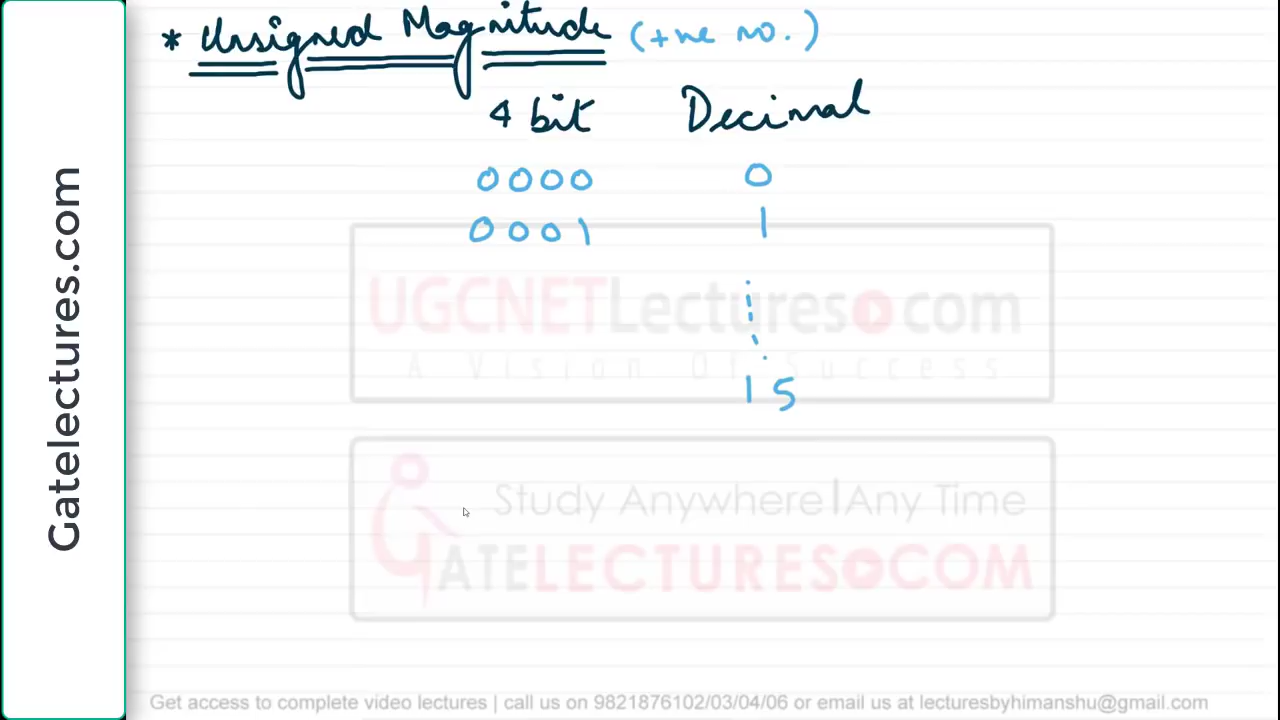 Gatelectures.com
* Unsigned Magnitude (+ve no.)
4 bit Decimal
0000 0
0001 1
15
UGCNETLectures.com
A Vision Of Success
Study Anywhere|Any Time
GATELECTURES.COM
Get access to complete video lectures | call us on 9821876102/03/04/06 or email us at lecturesbyhimanshu@gmail.com